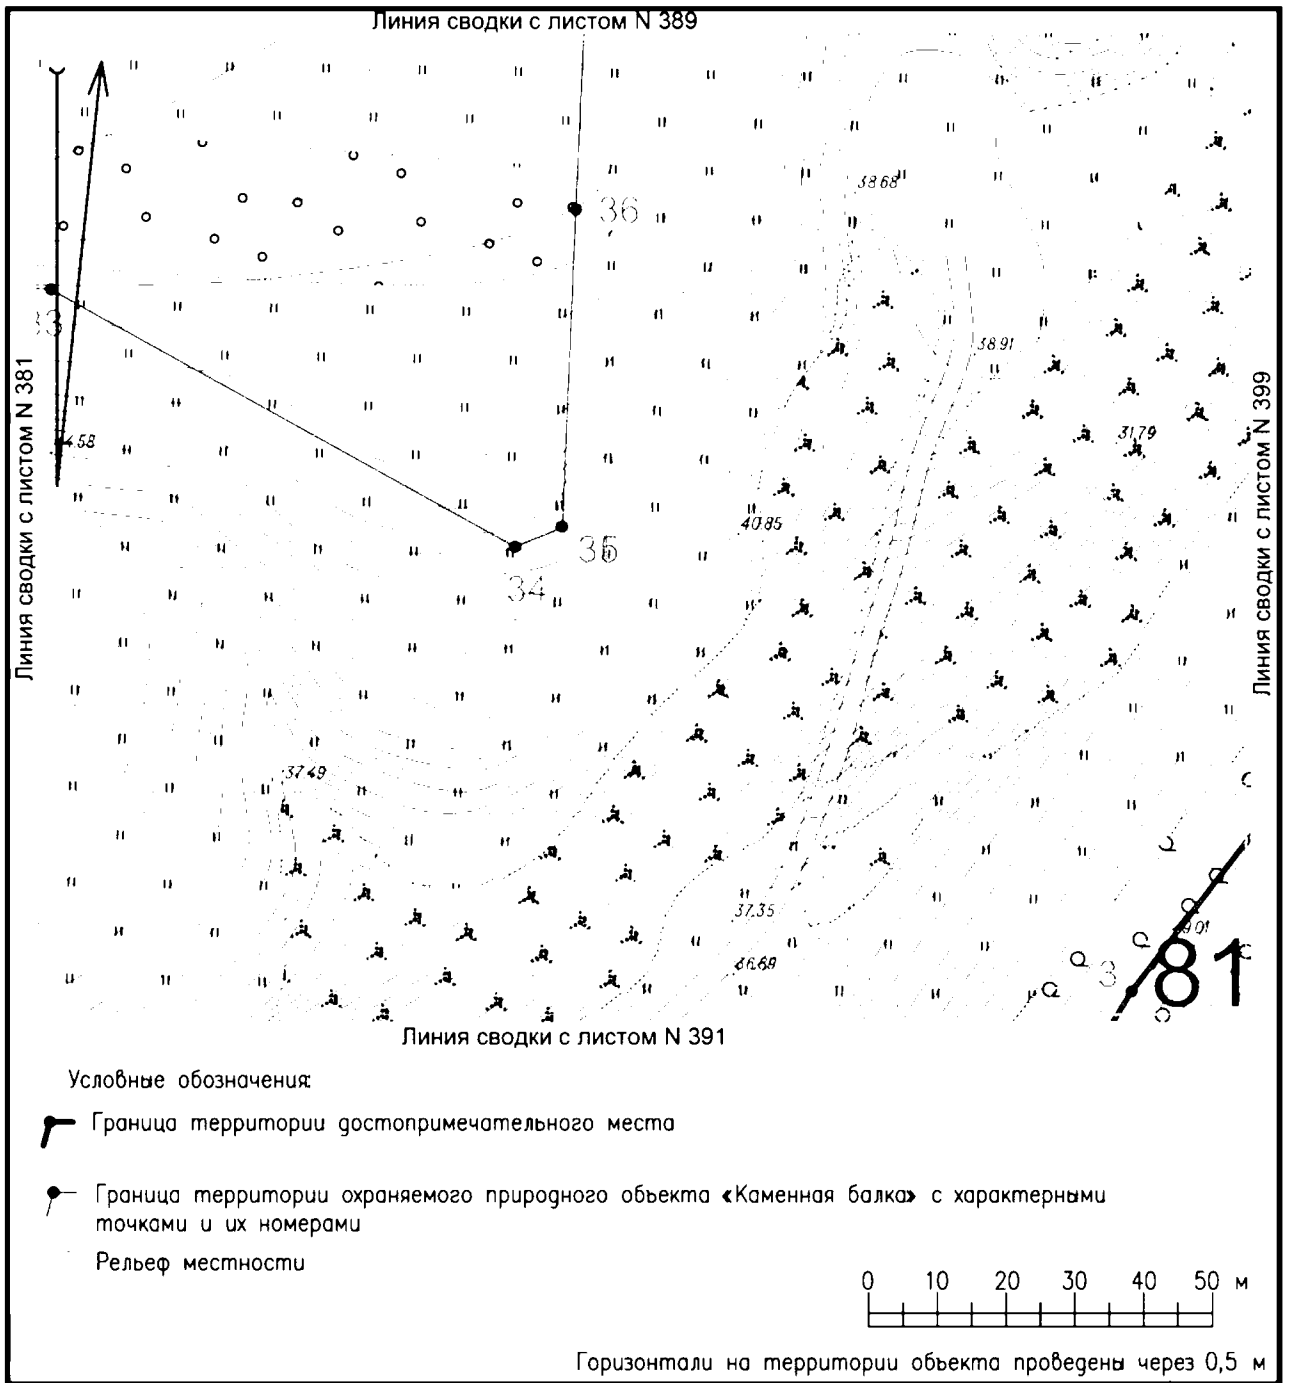 Линия сводки с листом N 389
36
38.68
38.91
Линия сводки с листом N 381
4.58
31.79
Линия сводки с листом N 399
40.85
35
34
37.49
37.35
36.69
3
81
Линия сводки с листом N 391
Условные обозначения:
Граница территории достопримечательного места
Граница территории охраняемого природного объекта «Каменная балка» с характерными
точками и их номерами
Рельеф местности
0 10 20 30 40 50 м
Горизонтали на территории объекта проведены через 0,5 м